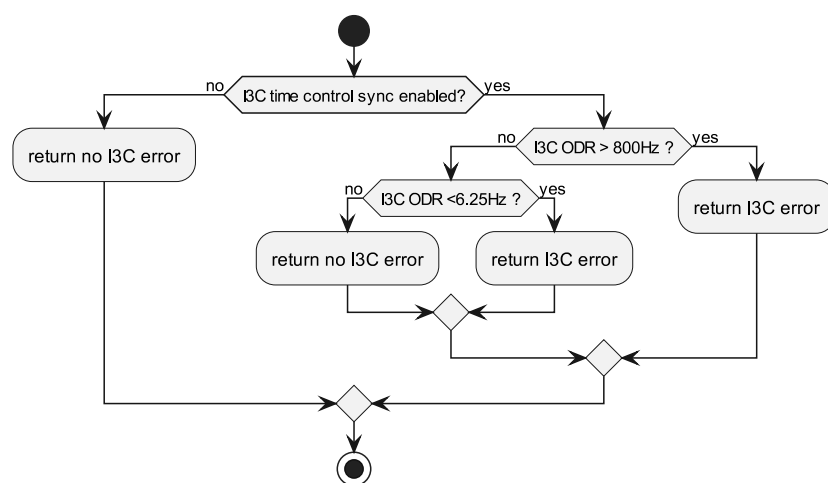 no
I3C time control sync enabled?
yes
return no I3C error
no
I3C ODR > 800Hz ?
yes
no
I3C ODR <6.25Hz ?
yes
return I3C error
return no I3C error
return I3C error